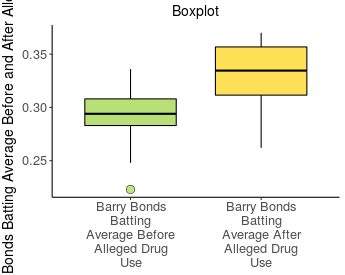 Boxplot
Bonds Batting Average Before and After
0.35
0.30
0.25
Barry Bonds
Batting
Average Before
Alleged Drug
Use
Barry Bonds
Batting
Average After
Alleged Drug
Use